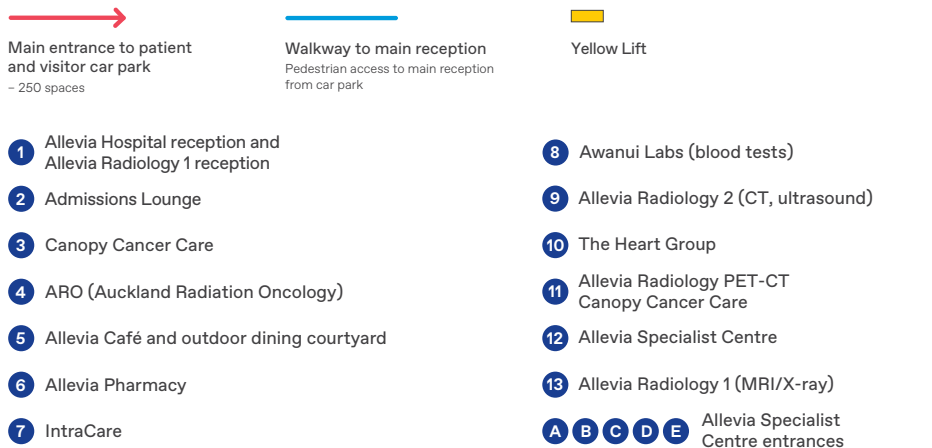 Main entrance to patient
and visitor car park
– 250 spaces
Walkway to main reception
Pedestrian access to main reception
from car park
Yellow Lift
1 Allevia Hospital reception and
Allevia Radiology 1 reception
2 Admissions Lounge
3 Canopy Cancer Care
4 ARO (Auckland Radiation Oncology)
5 Allevia Café and outdoor dining courtyard
6 Allevia Pharmacy
7 IntraCare
8 Awanui Labs (blood tests)
9 Allevia Radiology 2 (CT, ultrasound)
10 The Heart Group
11 Allevia Radiology PET-CT
Canopy Cancer Care
12 Allevia Specialist Centre
13 Allevia Radiology 1 (MRI/X-ray)
A B C D E Allevia Specialist
Centre entrances